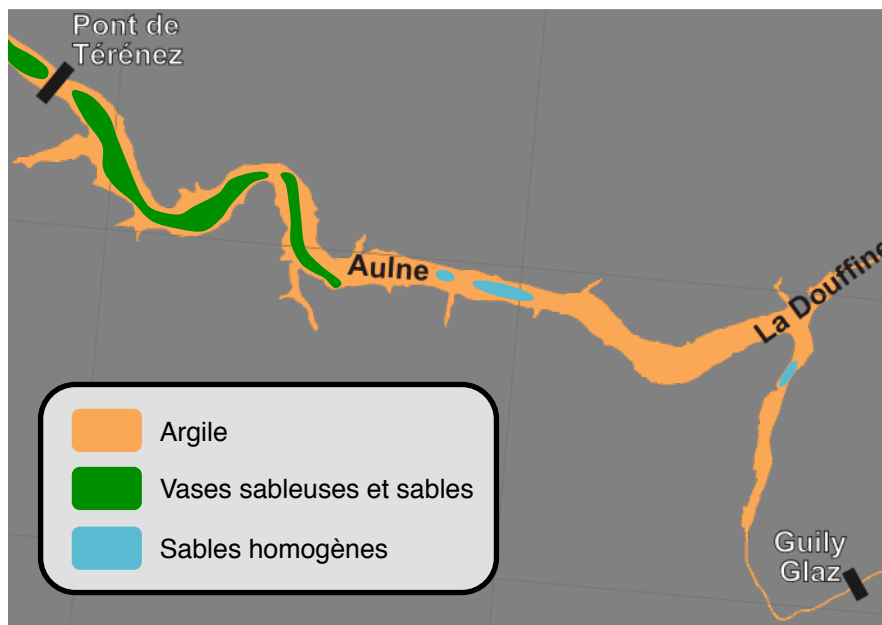 Pont de
Térénez
Aulne
La Douffine
Argile
Vases sableuses et sables
Sables homogènes
Guily
Glaz